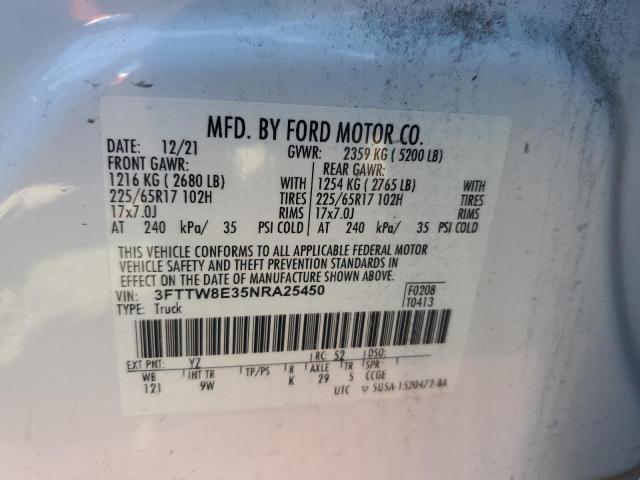 MFD. BY FORD MOTOR CO.
DATE: 12/21 GVWR: 2359 KG ( 5200 LB)
FRONT GAWR: REAR GAWR:
1216 KG ( 2680 LB) WITH 1254 KG ( 2765 LB) WITH
225/65R17 102H TIRES 225/65R17 102H TIRES
17x7.0J RIMS 17x7.0J RIMS
AT 240 kPa/ 35 PSI COLD AT 240 kPa/ 35 PSI COLD
THIS VEHICLE CONFORMS TO ALL APPLICABLE FEDERAL MOTOR
VEHICLE SAFETY AND THEFT PREVENTION STANDARDS IN
EFFECT ON THE DATE OF MANUFACTURE SHOWN ABOVE.
VIN: 3FTTW8E35NRA25450 F0208
TYPE: Truck T0413
EXT PNT: YZ RC: 52 DSO:
WB INT TR TP/PS R AXLE TR SPR
121 9W K 29 5 CCGE
UTC 5U5A-1520472-BA